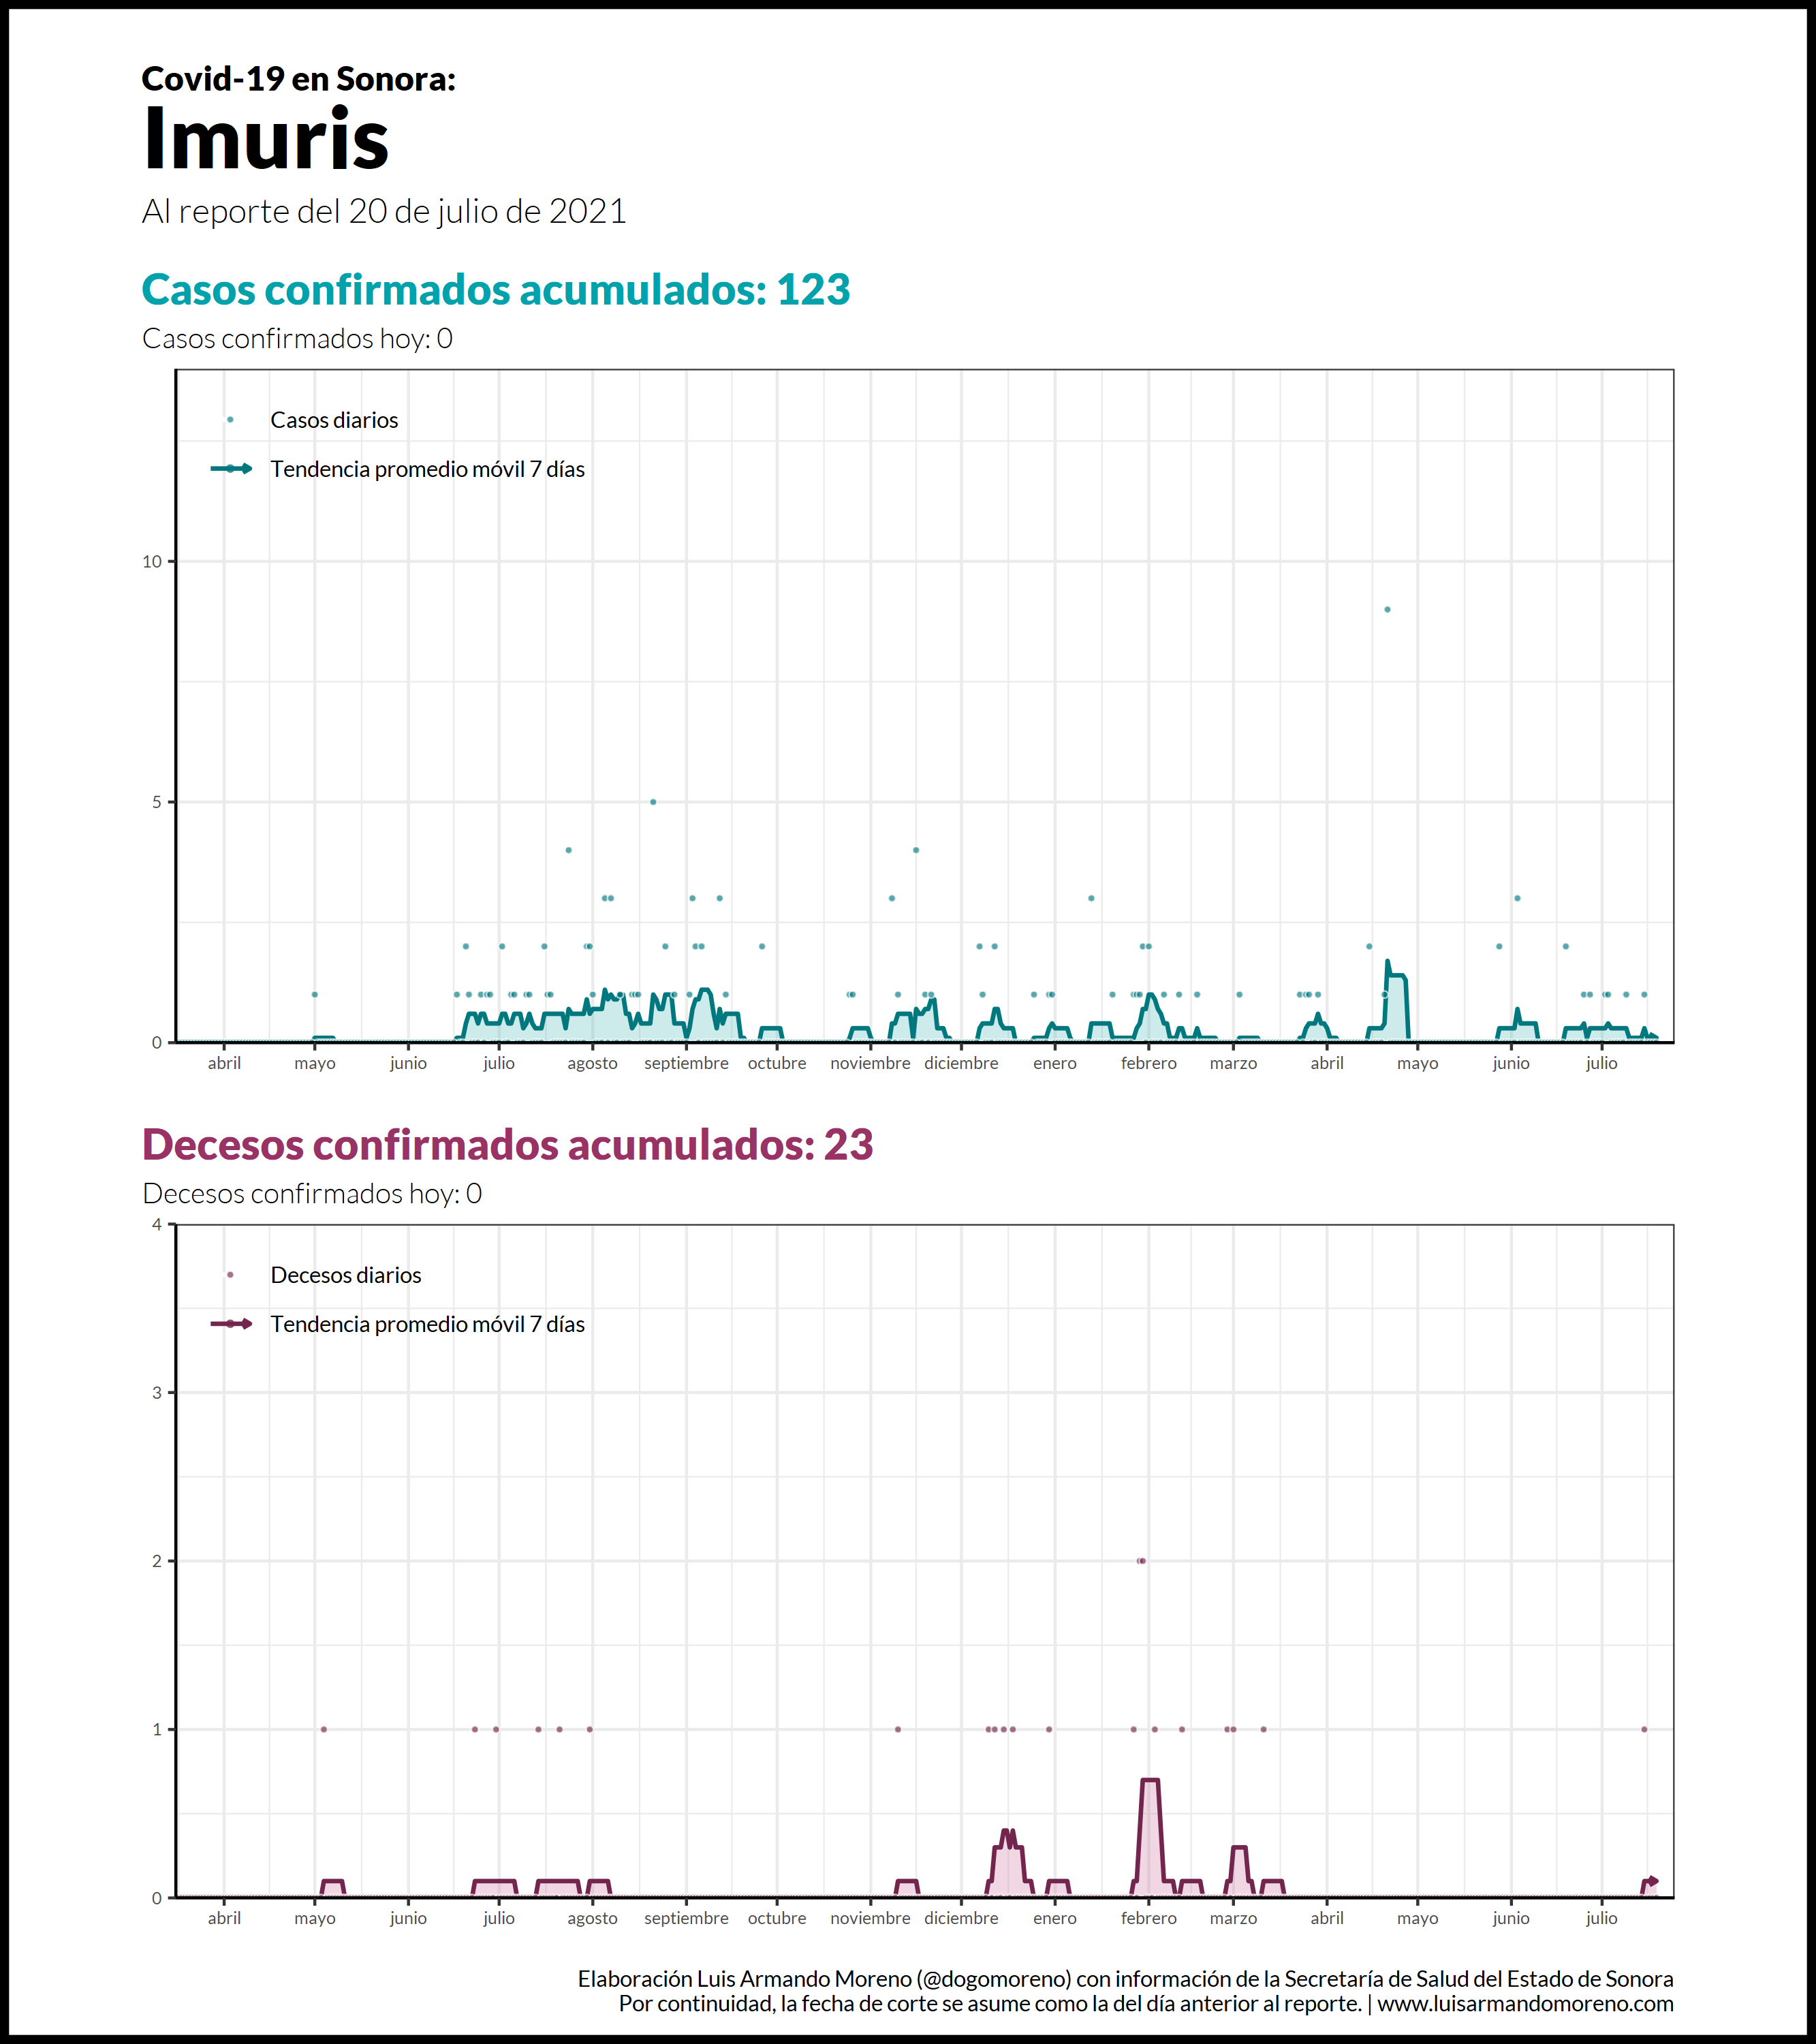 Covid-19 en Sonora:
Imuris
Al reporte del 20 de julio de 2021
Casos confirmados acumulados: 123
Casos confirmados hoy: 0
Casos diarios
Tendencia promedio móvil 7 días
10
5
0
abril mayo junio julio agosto septiembre octubre noviembre diciembre enero febrero marzo abril mayo junio julio
Decesos confirmados acumulados: 23
Decesos confirmados hoy: 0
4
Decesos diarios
Tendencia promedio móvil 7 días
3
2
1
0
abril mayo junio julio agosto septiembre octubre noviembre diciembre enero febrero marzo abril mayo junio julio
Elaboración Luis Armando Moreno (@dogomoreno) con información de la Secretaría de Salud del Estado de Sonora
Por continuidad, la fecha de corte se asume como la del día anterior al reporte. | www.luisarmandomoreno.com